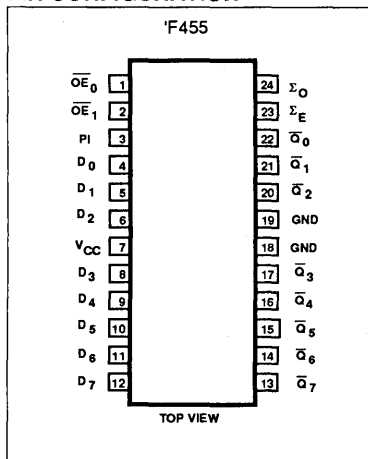 'F455
OE0 1 24 ΣO
OE1 2 23 ΣE
PI 3 22 Q0
D0 4 21 Q1
D1 5 20 Q2
D2 6 19 GND
VCC 7 18 GND
D3 8 17 Q3
D4 9 16 Q4
D5 10 15 Q5
D6 11 14 Q6
D7 12 13 Q7
TOP VIEW